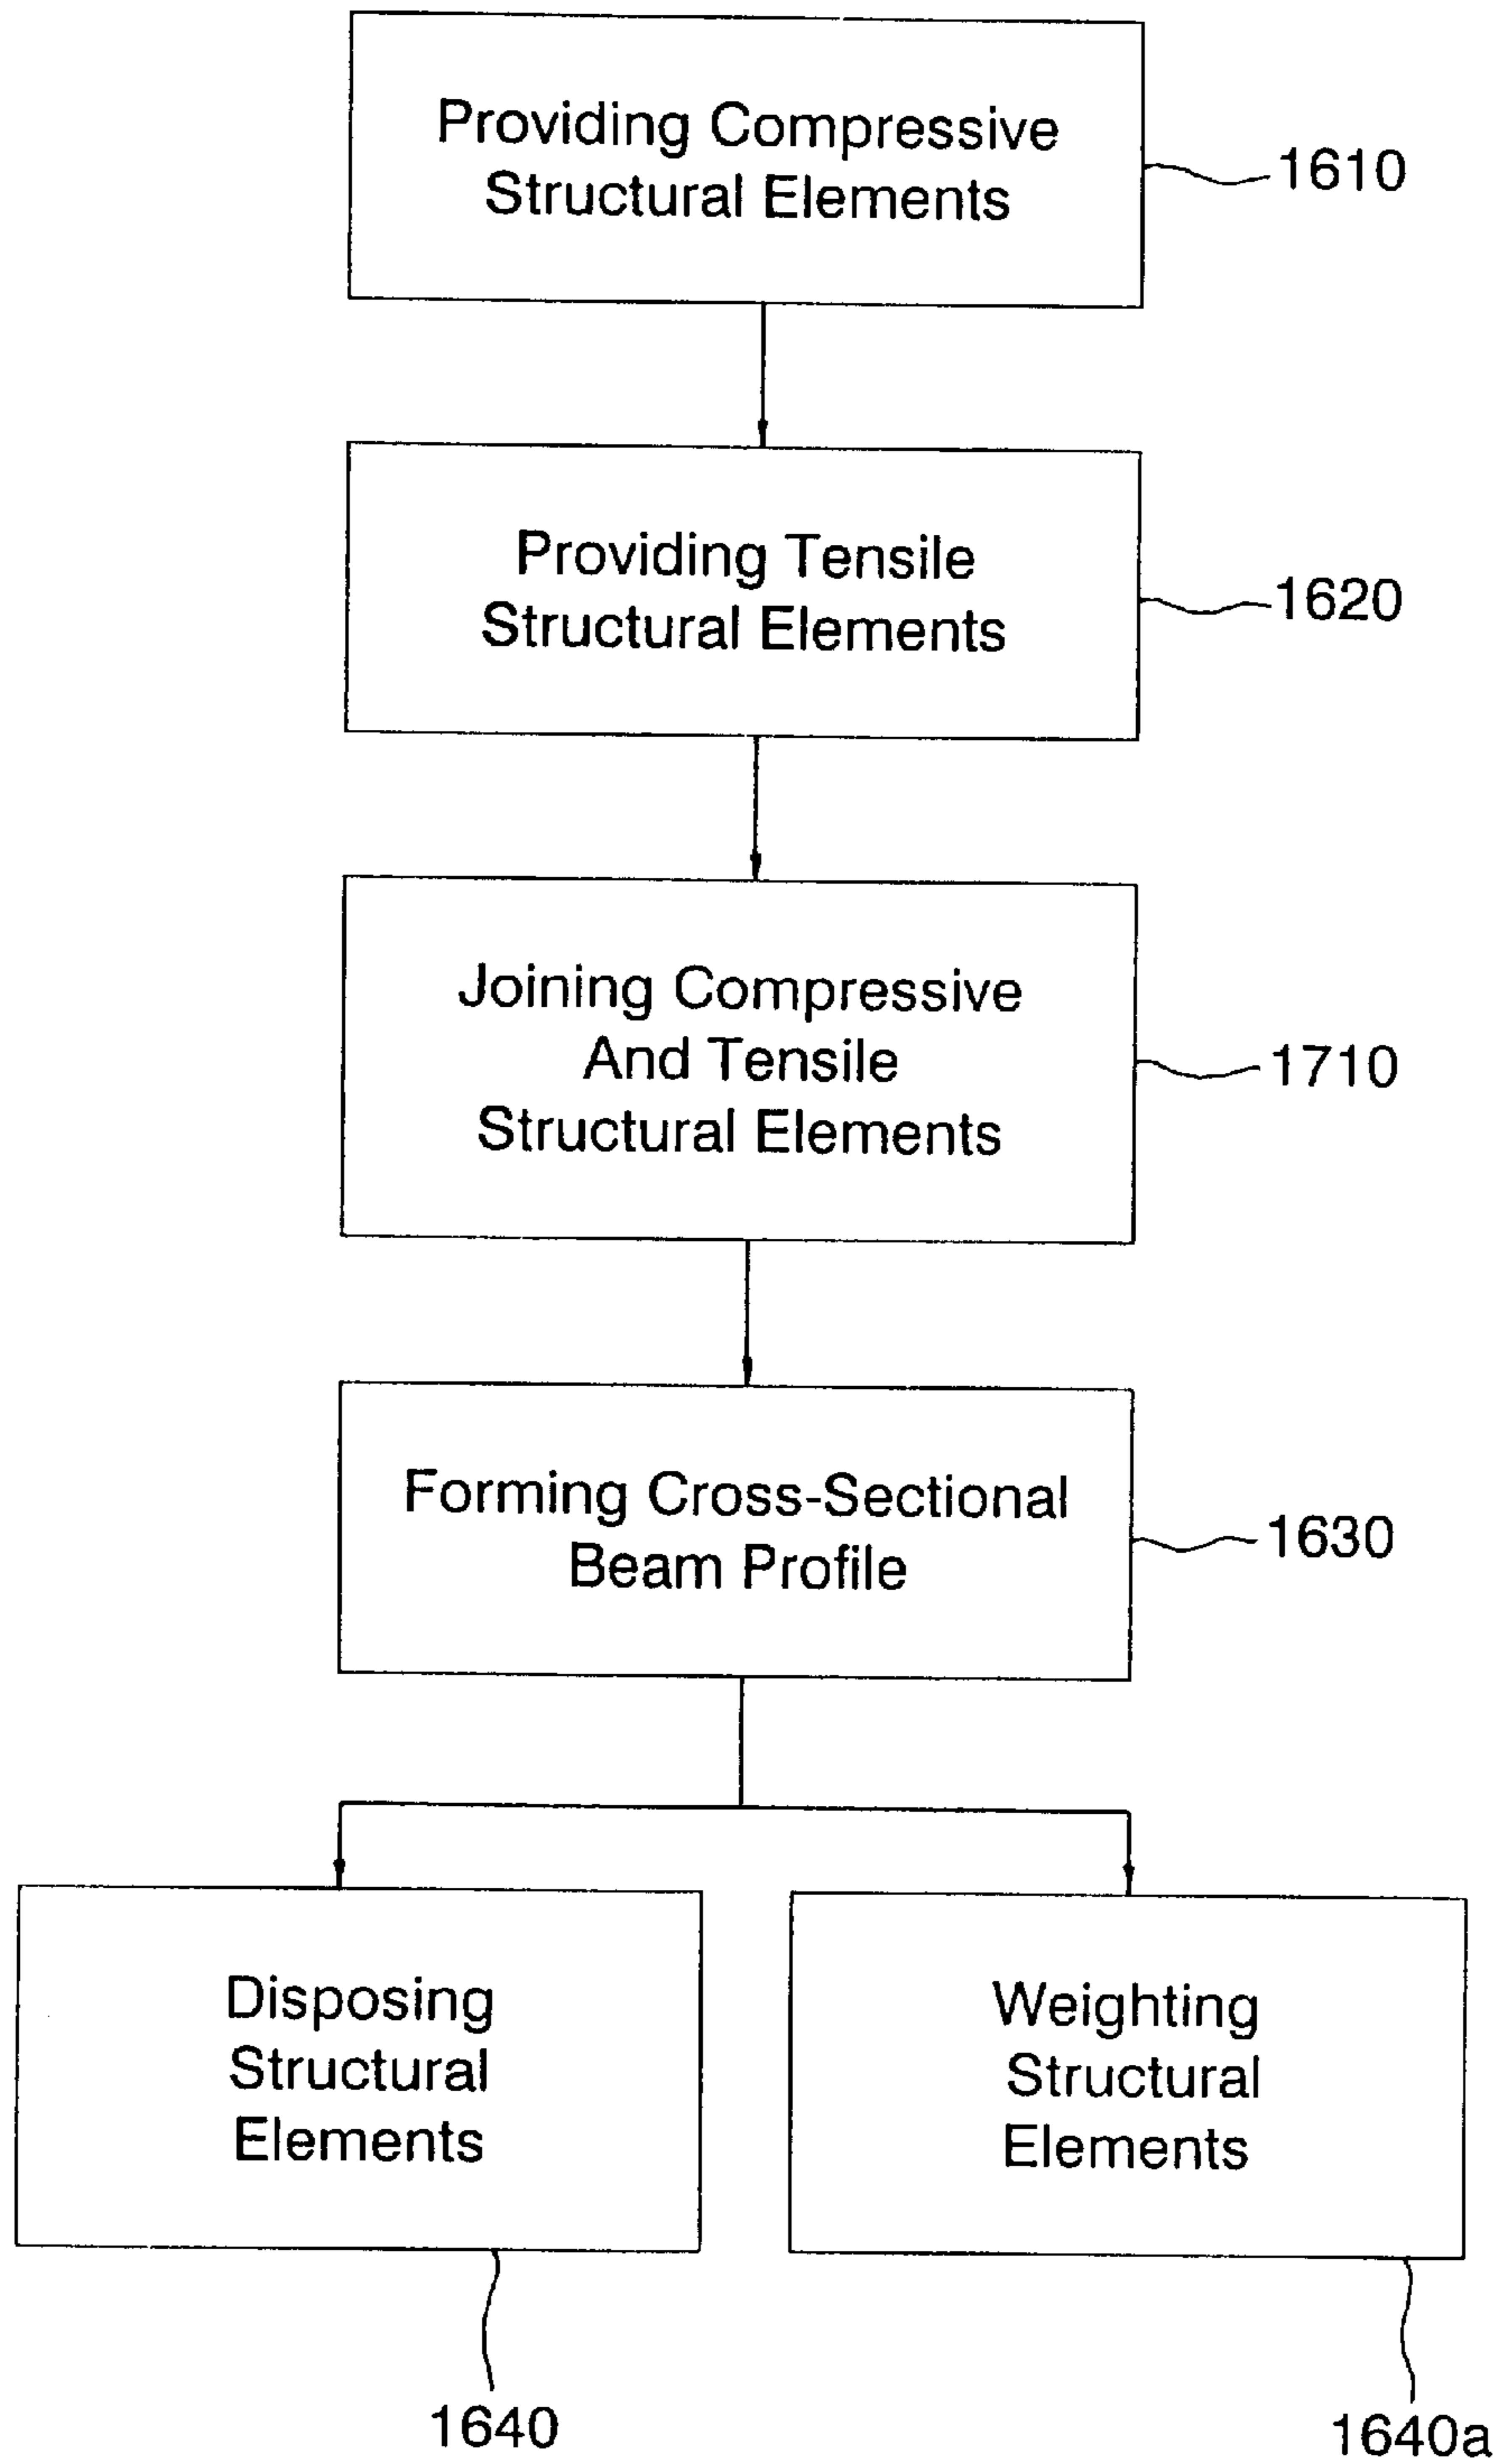 Providing Compressive
Structural Elements
1610
Providing Tensile
Structural Elements
1620
Joining Compressive
And Tensile
Structural Elements
1710
Forming Cross-Sectional
Beam Profile
1630
Disposing
Structural
Elements
1640
Weighting
Structural
Elements
1640a